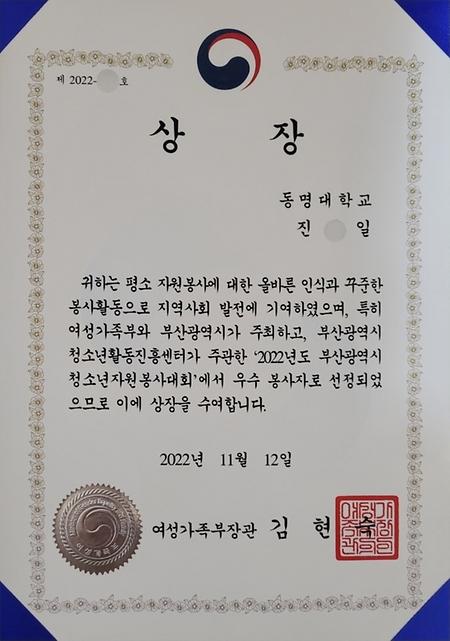 제 2022- 호
상 장
동명대학교
진 일
귀하는 평소 자원봉사에 대한 올바른 인식과 꾸준한
봉사활동으로 지역사회 발전에 기여하였으며, 특히
여성가족부와 부산광역시가 주최하고, 부산광역시
청소년활동진흥센터가 주관한 ‘2022년도 부산광역시
청소년자원봉사대회’에서 우수 봉사자로 선정되었
으므로 이에 상장을 수여합니다.
2022년 11월 12일
여성가족부장관 김 현 숙